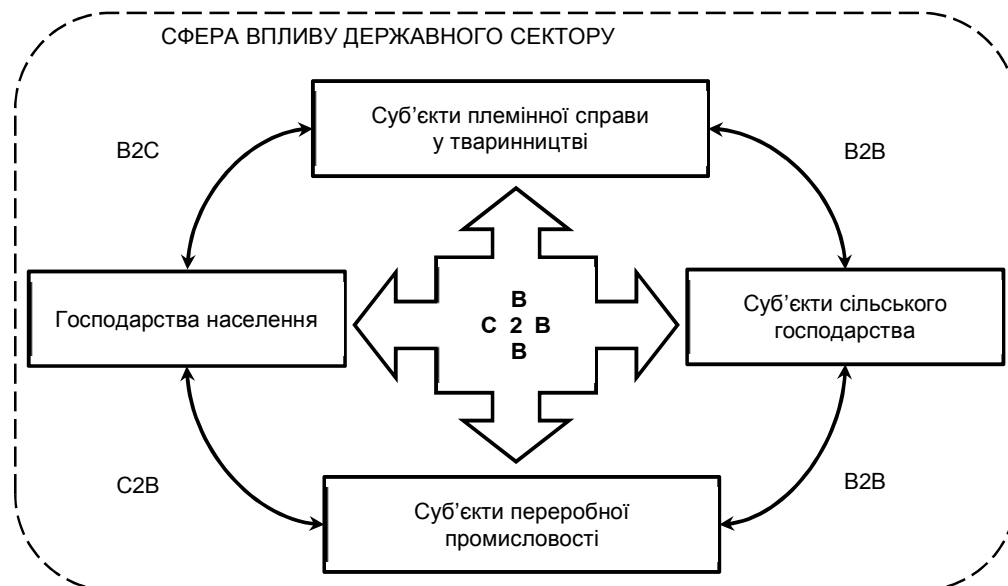 СФЕРА ВПЛИВУ ДЕРЖАВНОГО СЕКТОРУ
Суб’єкти племінної справи
у тваринництві
B2C
B2B
Господарства населення
B
C 2 B
B
Суб’єкти сільського
господарства
C2B
B2B
Суб’єкти переробної
промисловості